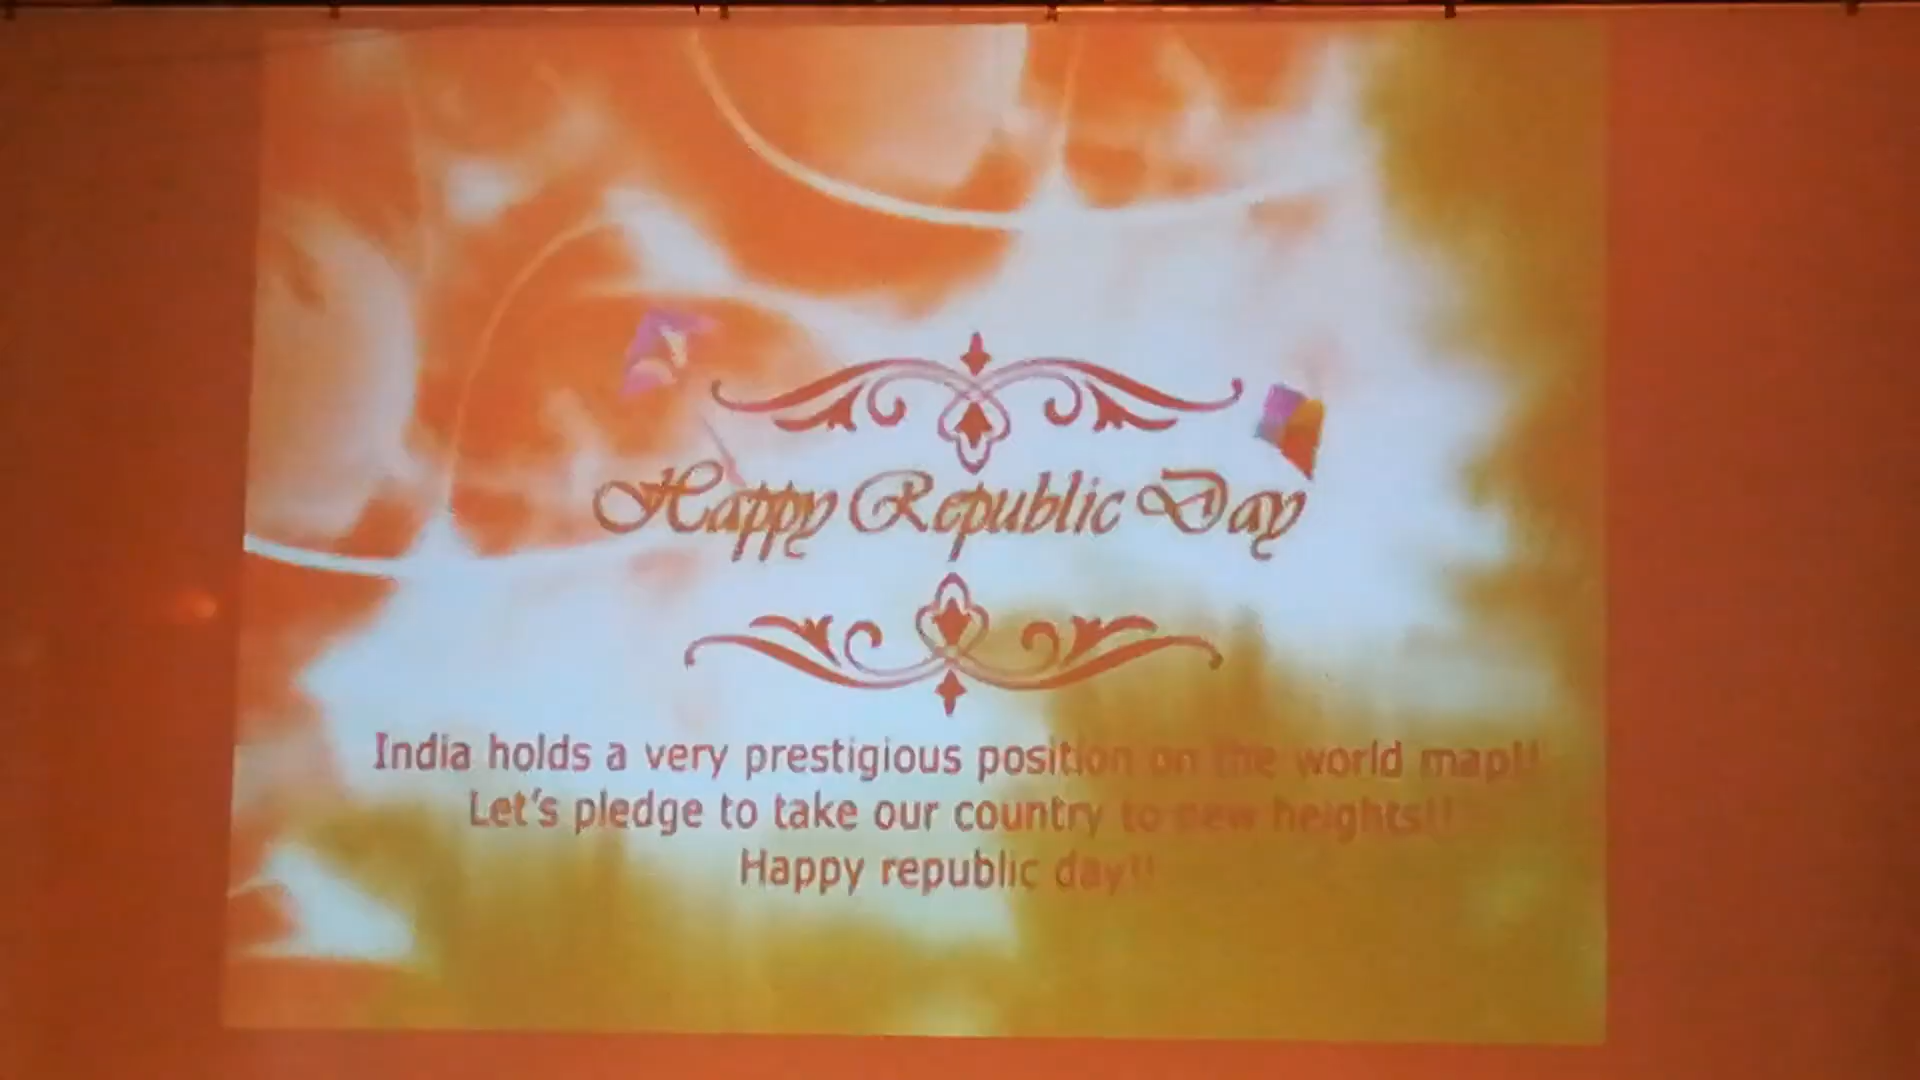 Happy Republic Day
India holds a very prestigious position on the world map!!
Let's pledge to take our country to new heights!!
Happy republic day!!